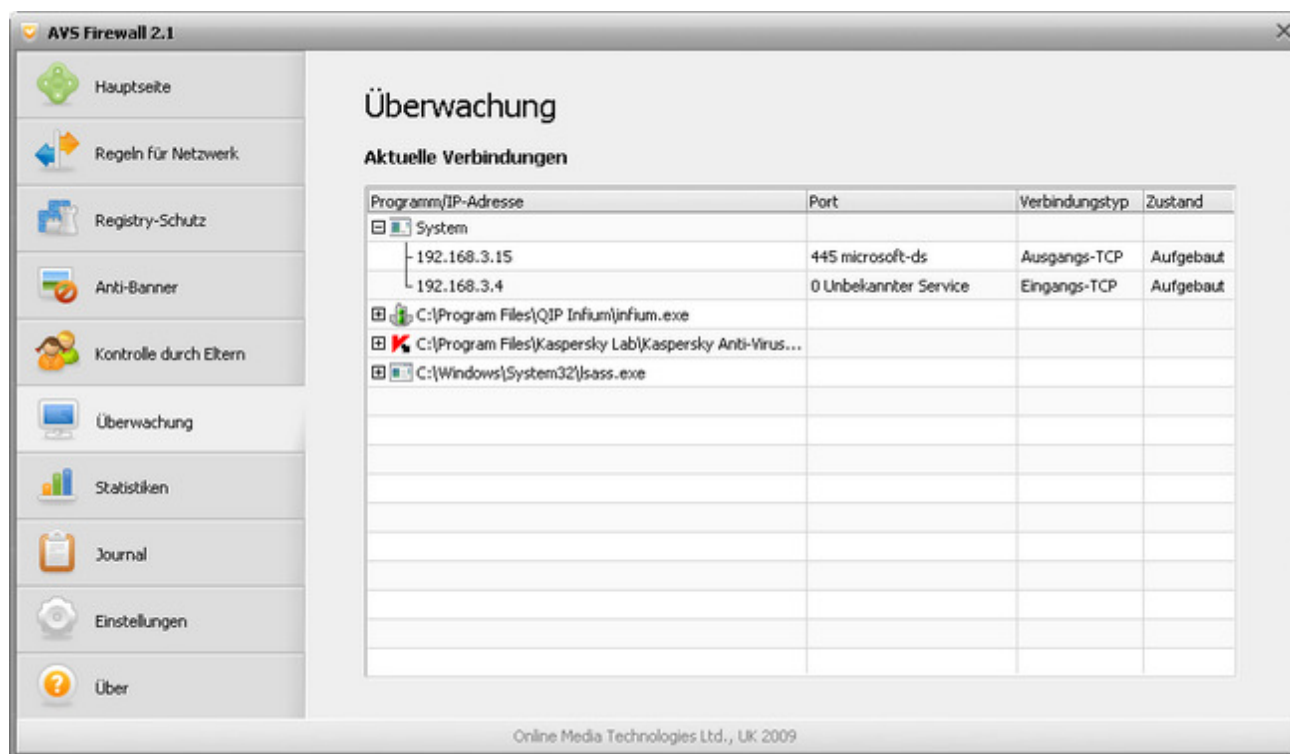 AVS Firewall 2.1
Hauptseite
Regeln für Netzwerk
Registry-Schutz
Anti-Banner
Kontrolle durch Eltern
Überwachung
Statistiken
Journal
Einstellungen
Über
Überwachung
Aktuelle Verbindungen
Programm/IP-Adresse Port Verbindungstyp Zustand
System
192.168.3.15 445 microsoft-ds Ausgangs-TCP Aufgebaut
192.168.3.4 0 Unbekannter Service Eingangs-TCP Aufgebaut
C:\Program Files\QIP Infium\infium.exe
C:\Program Files\Kaspersky Lab\Kaspersky Anti-Virus...
C:\Windows\System32\lsass.exe
Online Media Technologies Ltd., UK 2009